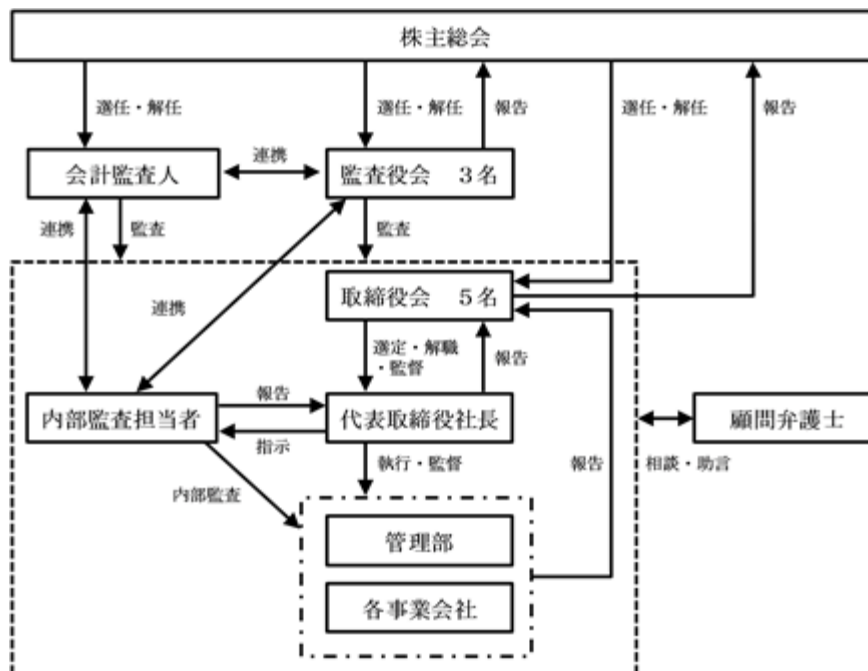 株主総会
選任・解任
選任・解任
報告
選任・解任
報告
会計監査人
連携
監査役会 3名
連携
監査
監査
連携
取締役会 5名
選定・解職
・監督
報告
内部監査担当者
報告
指示
代表取締役社長
顧問弁護士
相談・助言
執行・監督
報告
内部監査
管理部
各事業会社